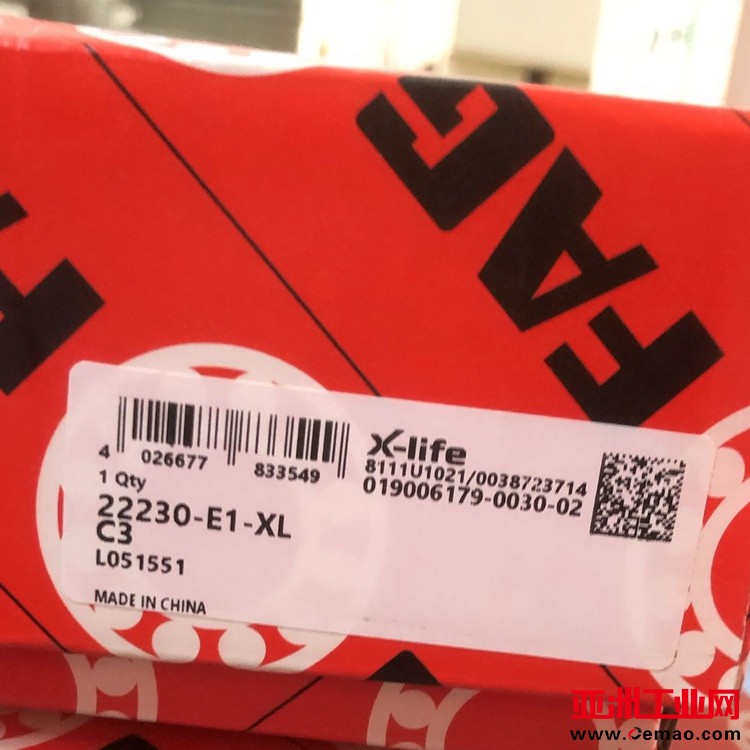 FAG
4 026677 833549
1 Qty
22230-E1-XL
C3
L051551
MADE IN CHINA
X-life
8111U1021/0038723714
019006179-0030-02
亚洲工业网
www.Cemao.com